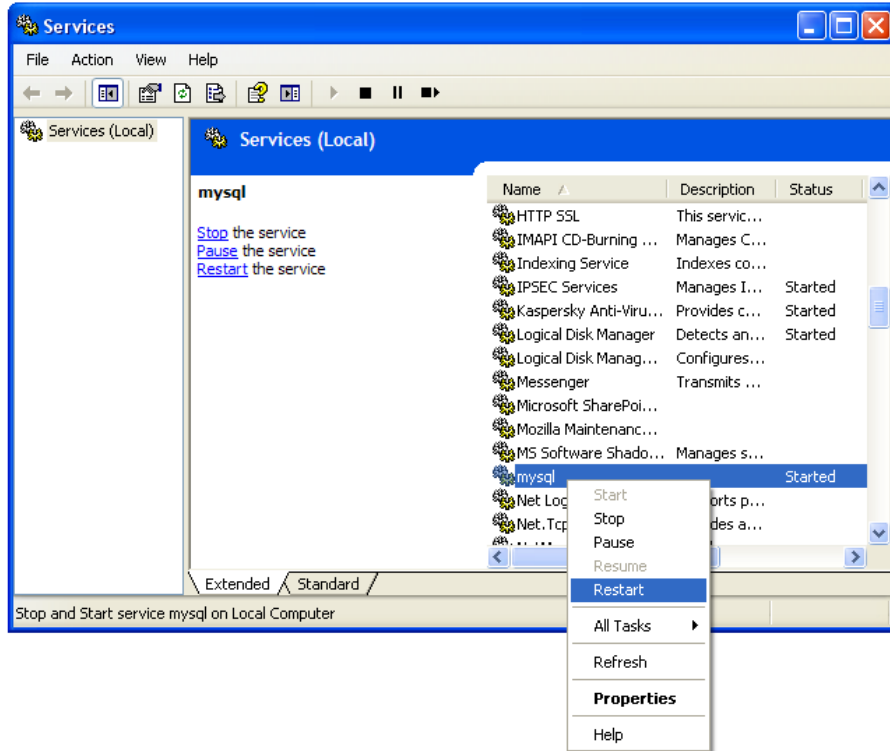 Services
File Action View Help
Services (Local)
Services (Local)
mysql
Stop the service
Pause the service
Restart the service
Name Description Status
HTTP SSL This servic...
IMAPI CD-Burning ... Manages C...
Indexing Service Indexes co...
IPSEC Services Manages I... Started
Kaspersky Anti-Viru... Provides c... Started
Logical Disk Manager Detects an... Started
Logical Disk Manag... Configures...
Messenger Transmits ...
Microsoft SharePoi...
Mozilla Maintenanc...
MS Software Shado... Manages s...
mysql Started
Net Log orts p...
Net.Tcp des a...
Start
Stop
Pause
Resume
Restart
All Tasks
Refresh
Properties
Help
Extended Standard
Stop and Start service mysql on Local Computer